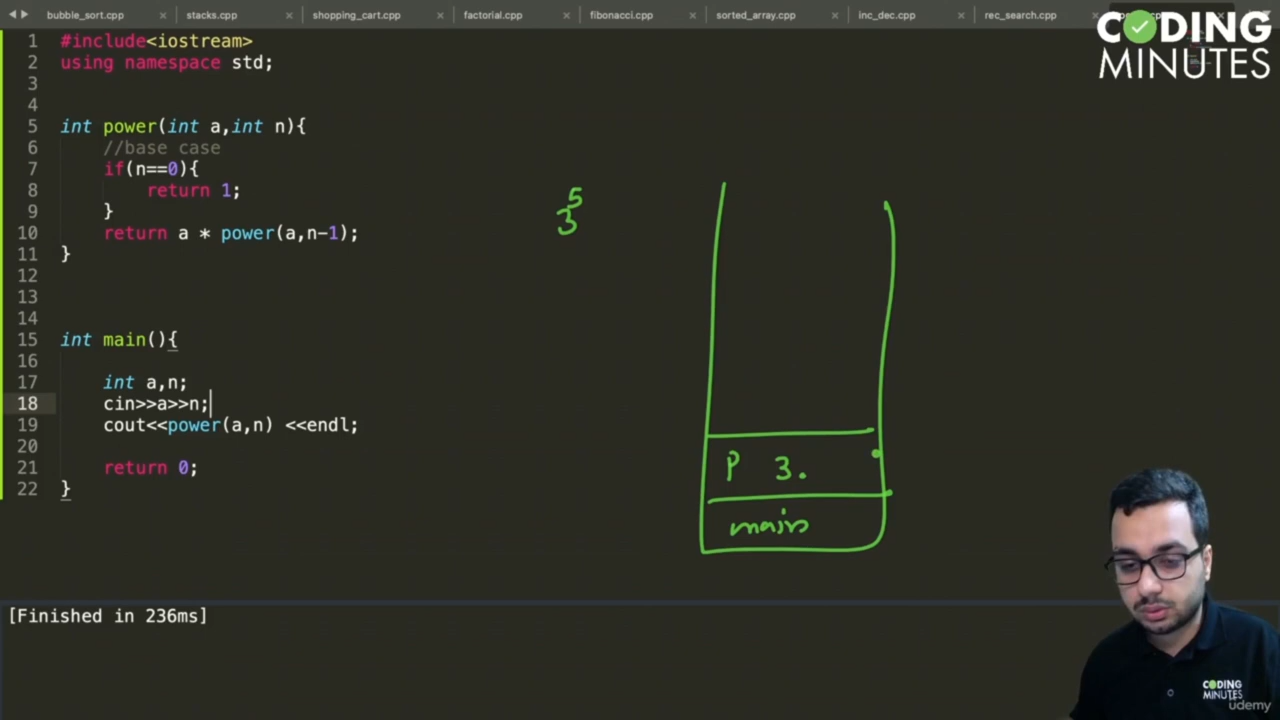 bubble_sort.cpp stacks.cpp shopping_cart.cpp factorial.cpp fibonacci.cpp sorted_array.cpp inc_dec.cpp rec_search.cpp
CODING
MINUTES
1 #include<iostream>
2 using namespace std;
3
4
5 int power(int a,int n){
6 //base case
7 if(n==0){
8 return 1;
9 }
10 return a * power(a,n-1);
11 }
12
13
14
15 int main(){
16
17 int a,n;
18 cin>>a>>n;
19 cout<<power(a,n) <<endl;
20
21 return 0;
22 }
5
3
P 3.
main
[Finished in 236ms]
CODING
MINUTES
udemy